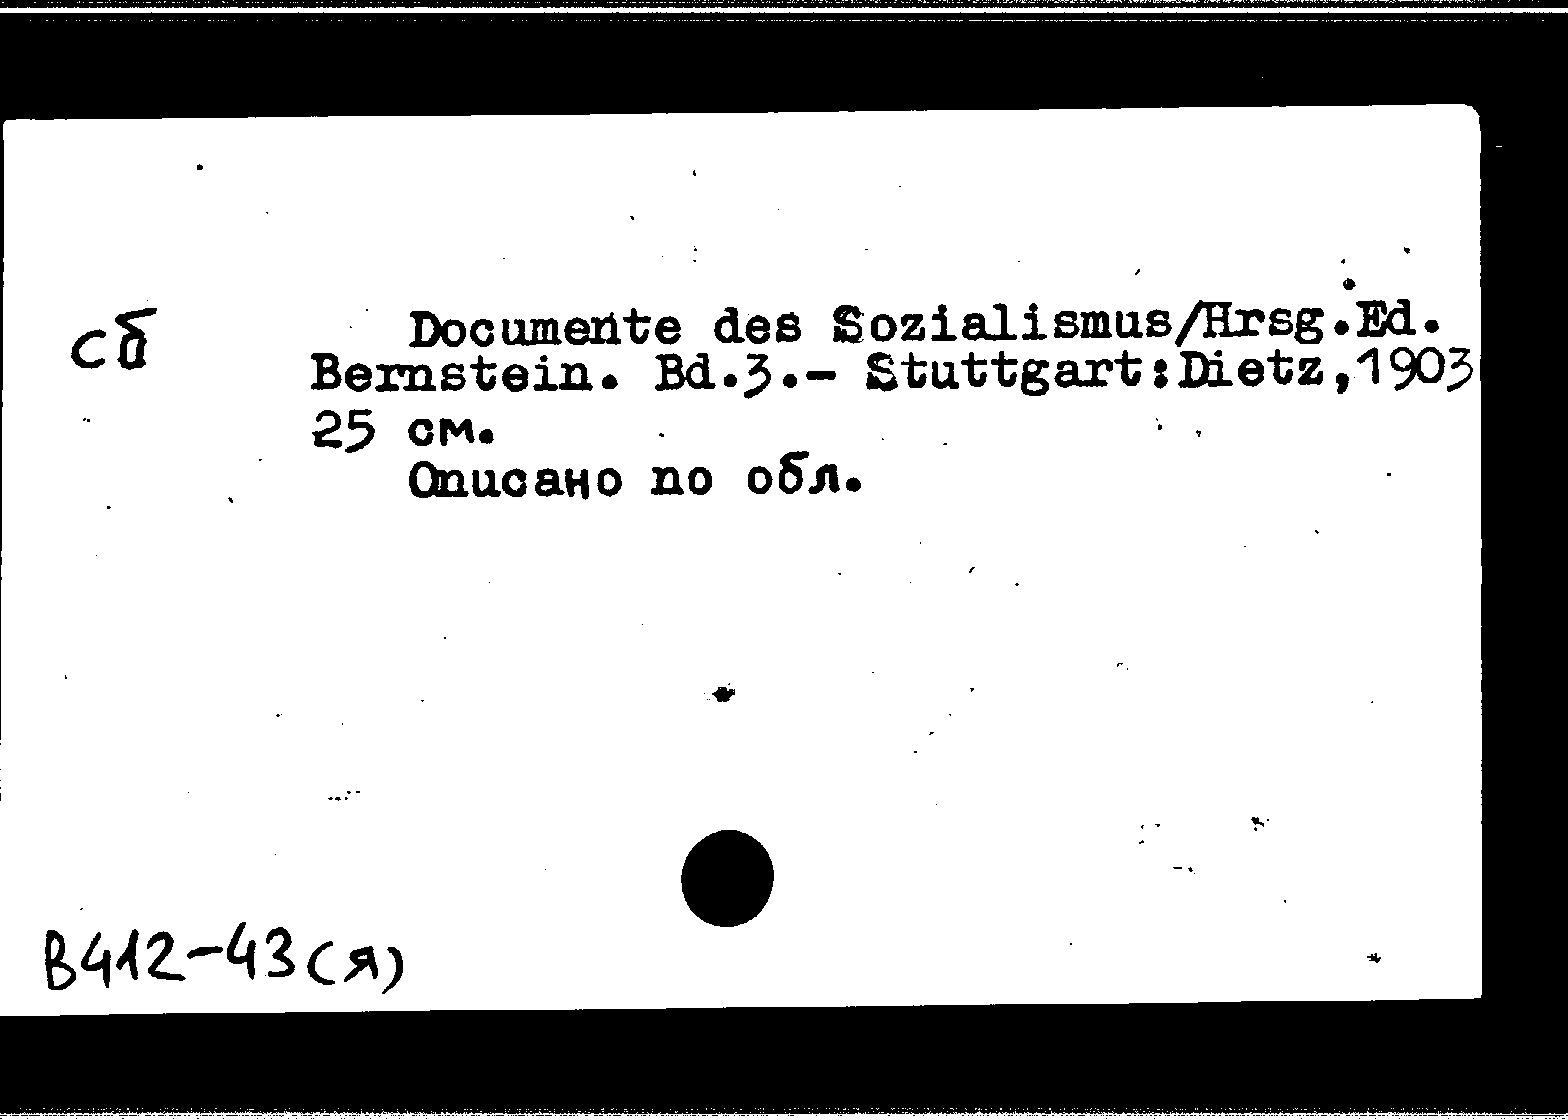 сб
Documente des Sozialismus/Hrsg.Ed.
Bernstein. Bd.3.- Stuttgart:Dietz,1903
25 см.
Описано по обл.
В412-43(я)